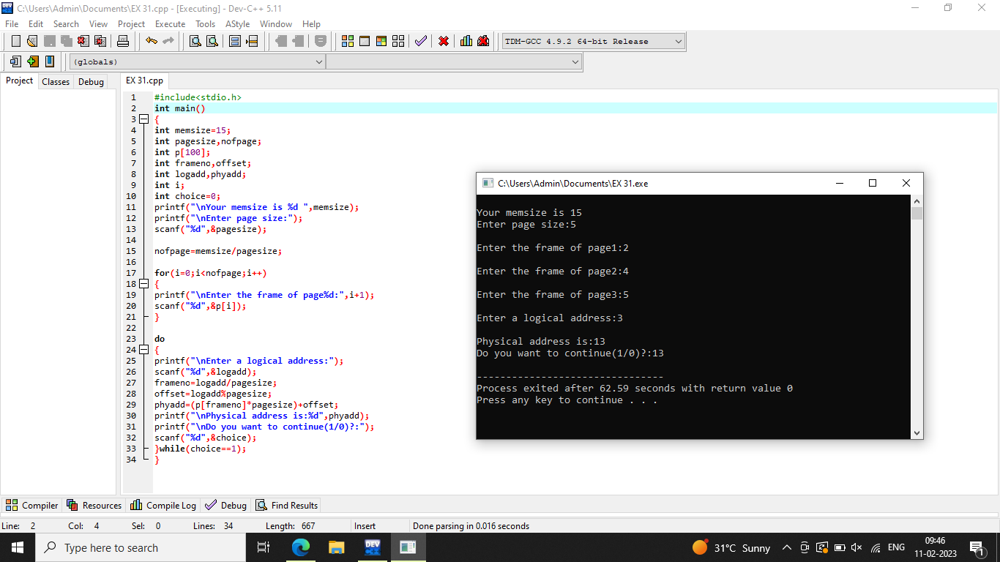 C:\Users\Admin\Documents\EX 31.cpp - [Executing] - Dev-C++ 5.11
File Edit Search View Project Execute Tools AStyle Window Help
TDM-GCC 4.9.2 64-bit Release
(globals)
Project Classes Debug
EX 31.cpp
1 #include<stdio.h>
2 int main()
3 {
4 int memsize=15;
5 int pagesize,nofpage;
6 int p[100];
7 int frameno,offset;
8 int logadd,phyadd;
9 int i;
10 int choice=0;
11 printf("\nYour memsize is %d ",memsize);
12 printf("\nEnter page size:");
13 scanf("%d",&pagesize);
14
15 nofpage=memsize/pagesize;
16
17 for(i=0;i<nofpage;i++)
18 {
19 printf("\nEnter the frame of page%d:",i+1);
20 scanf("%d",&p[i]);
21 }
22
23 do
24 {
25 printf("\nEnter a logical address:");
26 scanf("%d",&logadd);
27 frameno=logadd/pagesize;
28 offset=logadd%pagesize;
29 phyadd=(p[frameno]*pagesize)+offset;
30 printf("\nPhysical address is:%d",phyadd);
31 printf("\nDo you want to continue(1/0)?:");
32 scanf("%d",&choice);
33 }while(choice==1);
34 }
C:\Users\Admin\Documents\EX 31.exe
Your memsize is 15
Enter page size:5
Enter the frame of page1:2
Enter the frame of page2:4
Enter the frame of page3:5
Enter a logical address:3
Physical address is:13
Do you want to continue(1/0)?:13
--------------------------------
Process exited after 62.59 seconds with return value 0
Press any key to continue . . .
Compiler Resources Compile Log Debug Find Results
Line: 2 Col: 4 Sel: 0 Lines: 34 Length: 667 Insert Done parsing in 0.016 seconds
Type here to search
DEV
31°C Sunny
ENG
09:46
11-02-2023
1